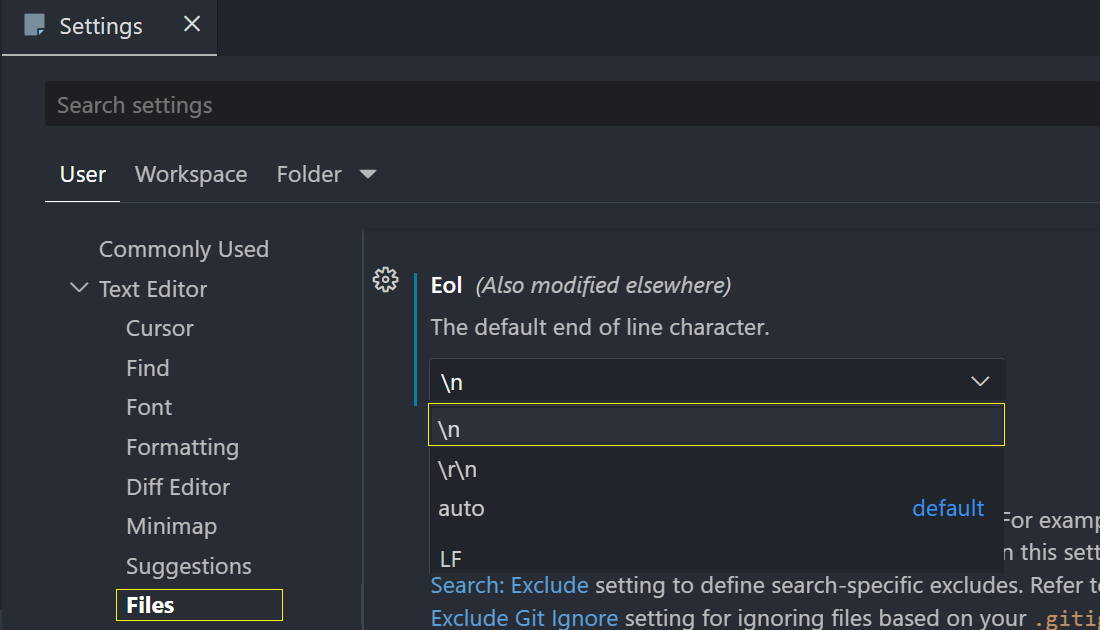 Settings
Search settings
User Workspace Folder
Commonly Used
Text Editor
Cursor
Find
Font
Formatting
Diff Editor
Minimap
Suggestions
Files
Eol (Also modified elsewhere)
The default end of line character.
\n
\n
\r\n
auto default
LF
For examp
n this sett
Search: Exclude setting to define search-specific excludes. Refer to
Exclude Git Ignore setting for ignoring files based on your .gitig